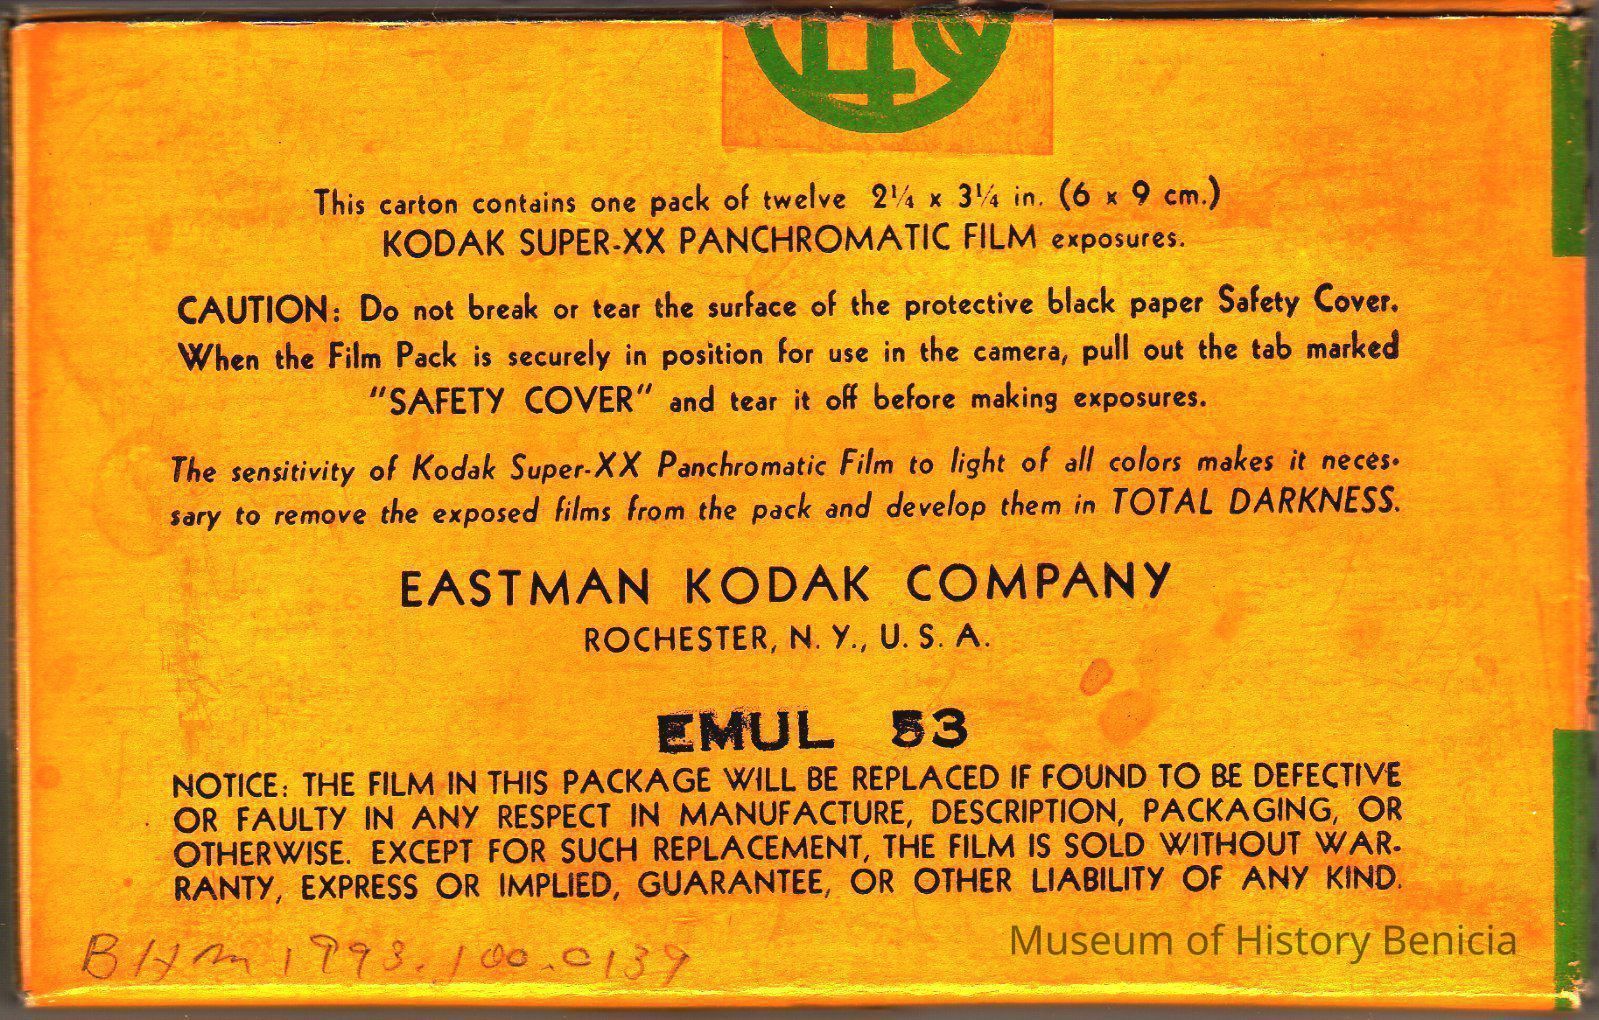 This carton contains one pack of twelve 2¼ x 3¼ in. (6 x 9 cm.)
KODAK SUPER-XX PANCHROMATIC FILM exposures.
CAUTION: Do not break or tear the surface of the protective black paper Safety Cover.
When the Film Pack is securely in position for use in the camera, pull out the tab marked
"SAFETY COVER" and tear it off before making exposures.
The sensitivity of Kodak Super-XX Panchromatic Film to light of all colors makes it neces-
sary to remove the exposed films from the pack and develop them in TOTAL DARKNESS.
EASTMAN KODAK COMPANY
ROCHESTER, N. Y., U. S. A.
EMUL 53
NOTICE: THE FILM IN THIS PACKAGE WILL BE REPLACED IF FOUND TO BE DEFECTIVE
OR FAULTY IN ANY RESPECT IN MANUFACTURE, DESCRIPTION, PACKAGING, OR
OTHERWISE. EXCEPT FOR SUCH REPLACEMENT, THE FILM IS SOLD WITHOUT WAR-
RANTY, EXPRESS OR IMPLIED, GUARANTEE, OR OTHER LIABILITY OF ANY KIND.
BHM 1993.100.0139
Museum of History Benicia